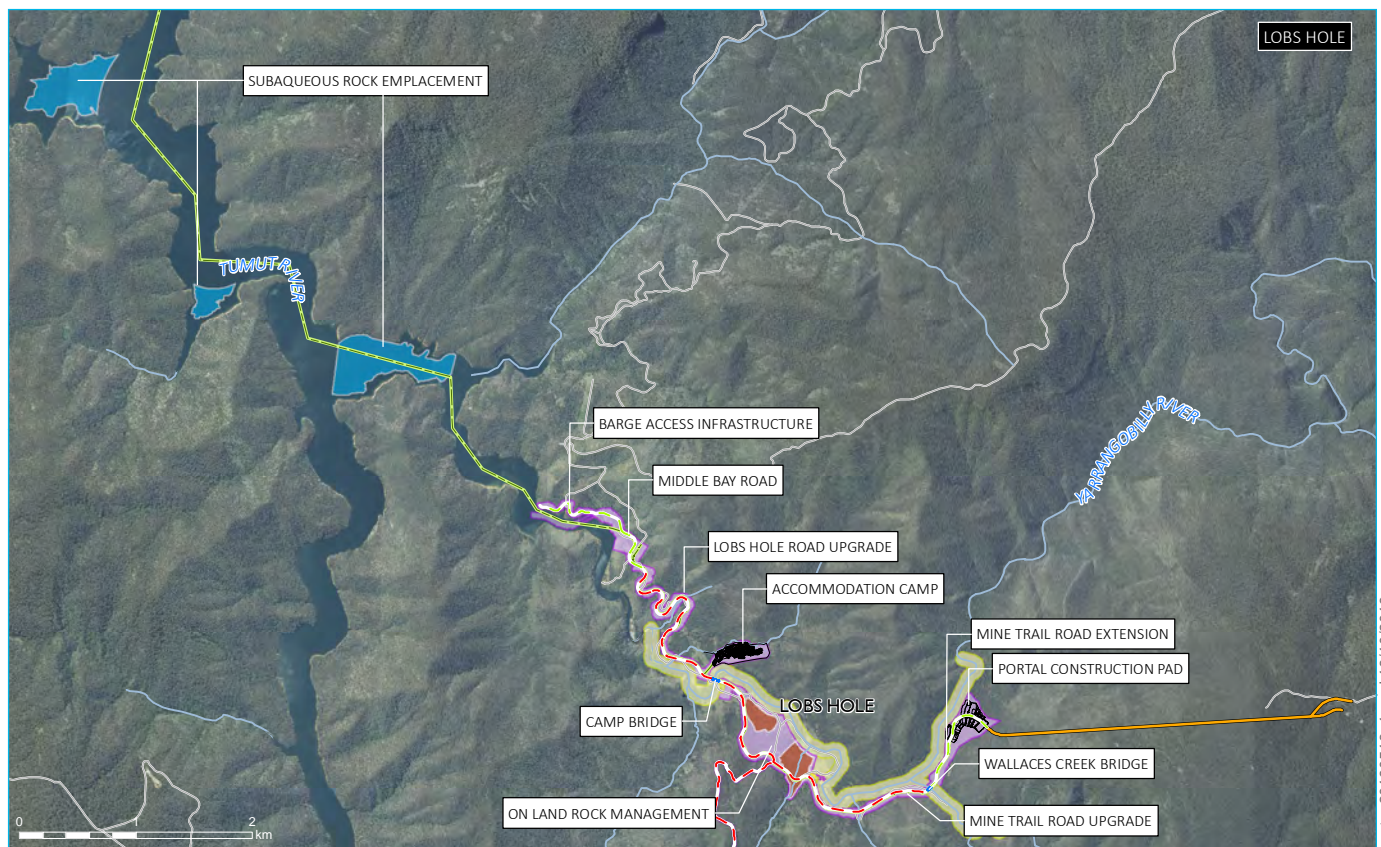 LOBS HOLE
SUBAQUEOUS ROCK EMPLACEMENT
TUMUT RIVER
BARGE ACCESS INFRASTRUCTURE
YARRANGOBILLY RIVER
MIDDLE BAY ROAD
LOBS HOLE ROAD UPGRADE
ACCOMMODATION CAMP
MINE TRAIL ROAD EXTENSION
PORTAL CONSTRUCTION PAD
LOBS HOLE
CAMP BRIDGE
WALLACES CREEK BRIDGE
ON LAND ROCK MANAGEMENT
MINE TRAIL ROAD UPGRADE
0 1 2
km